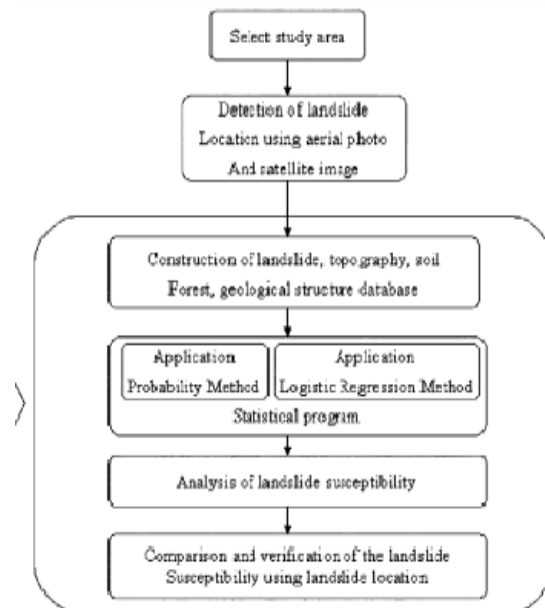 Select study area
Detection of landslide
Location using aerial photo
And satellite image
Construction of landslide, topography, soil
Forest, geological structure database
Application
Probability Method
Application
Logistic Regression Method
Statistical program
Analysis of landslide susceptibility
Comparison and verification of the landslide
Susceptibility using landslide location